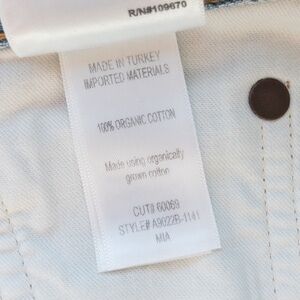 R/N#109670
MADE IN TURKEY
IMPORTED MATERIALS
100% ORGANIC COTTON
Made using organically
grown cotton
CUT# 60069
STYLE# A9022B-1141
MIA